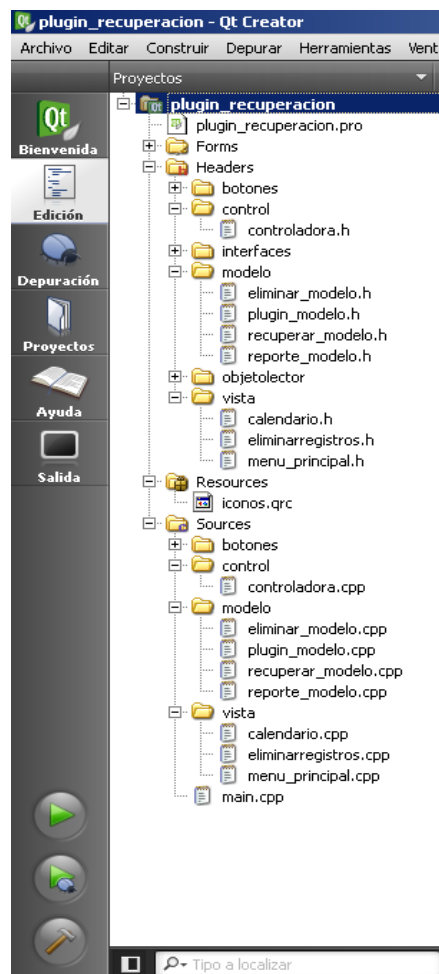 plugin_recuperacion - Qt Creator
Archivo Editar Construir Depurar Herramientas Vent
Proyectos
Qt
Bienvenida
Edición
Depuración
Proyectos
Ayuda
Salida
plugin_recuperacion
plugin_recuperacion.pro
Forms
Headers
botones
control
controladora.h
interfaces
modelo
eliminar_modelo.h
plugin_modelo.h
recuperar_modelo.h
reporte_modelo.h
objetolector
vista
calendario.h
eliminarregistros.h
menu_principal.h
Resources
iconos.qrc
Sources
botones
control
controladora.cpp
modelo
eliminar_modelo.cpp
plugin_modelo.cpp
recuperar_modelo.cpp
reporte_modelo.cpp
vista
calendario.cpp
eliminarregistros.cpp
menu_principal.cpp
main.cpp
Tipo a localizar